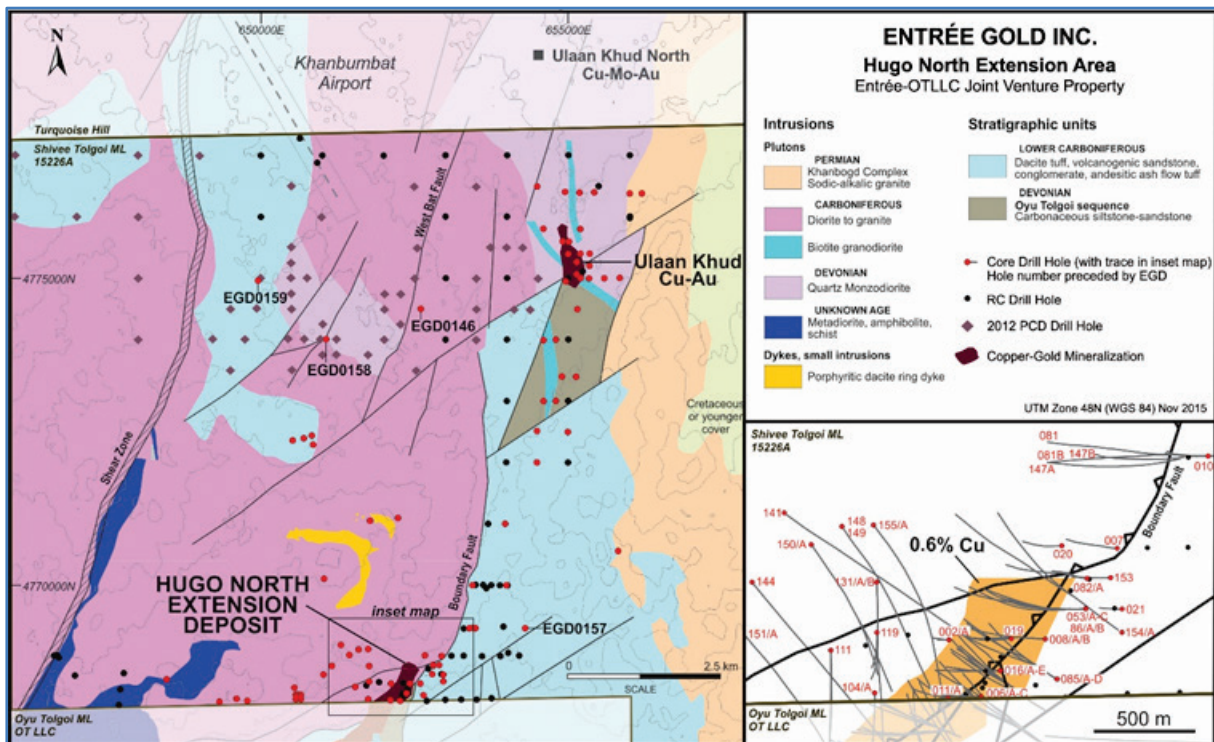 650000E
655000E
N
Khanbumbat
Airport
Ulaan Khud North
Cu-Mo-Au
Turquoise Hill
Shivee Tolgoi ML
15226A
West Bat Fault
4775000N
Ulaan Khud
Cu-Au
EGD0159
EGD0146
EGD0158
Cretaceous
or younger
cover
Shear Zone
4770000N
HUGO NORTH
EXTENSION
DEPOSIT
inset map
Boundary Fault
EGD0157
0
2.5 km
SCALE
Oyu Tolgoi ML
OT LLC
ENTRÉE GOLD INC.
Hugo North Extension Area
Entrée-OTLLC Joint Venture Property
Intrusions
Plutons
PERMIAN
Khanbogd Complex
Sodic-alkalic granite
CARBONIFEROUS
Diorite to granite
Biotite granodiorite
DEVONIAN
Quartz Monzodiorite
UNKNOWN AGE
Metadiorite, amphibolite,
schist
Dykes, small intrusions
Porphyritic dacite ring dyke
Stratigraphic units
LOWER CARBONIFEROUS
Dacite tuff, volcanogenic sandstone,
conglomerate, andesitic ash flow tuff
DEVONIAN
Oyu Tolgoi sequence
Carbonaceous siltstone-sandstone
Core Drill Hole (with trace in inset map)
Hole number preceded by EGD
RC Drill Hole
2012 PCD Drill Hole
Copper-Gold Mineralization
UTM Zone 48N (WGS 84) Nov 2015
Shivee Tolgoi ML
15226A
081
081B 147B
147A
010
141
148
149
155/A
Boundary Fault
150/A
0.6% Cu
020
007
144
131/A/B
082/A
153
053/A-C
021
86/A/B
151/A
119
002/A
019
008/A/B
154/A
111
016/A-E
104/A
011/A
006/A-C
085/A-D
Oyu Tolgoi ML
OT LLC
500 m